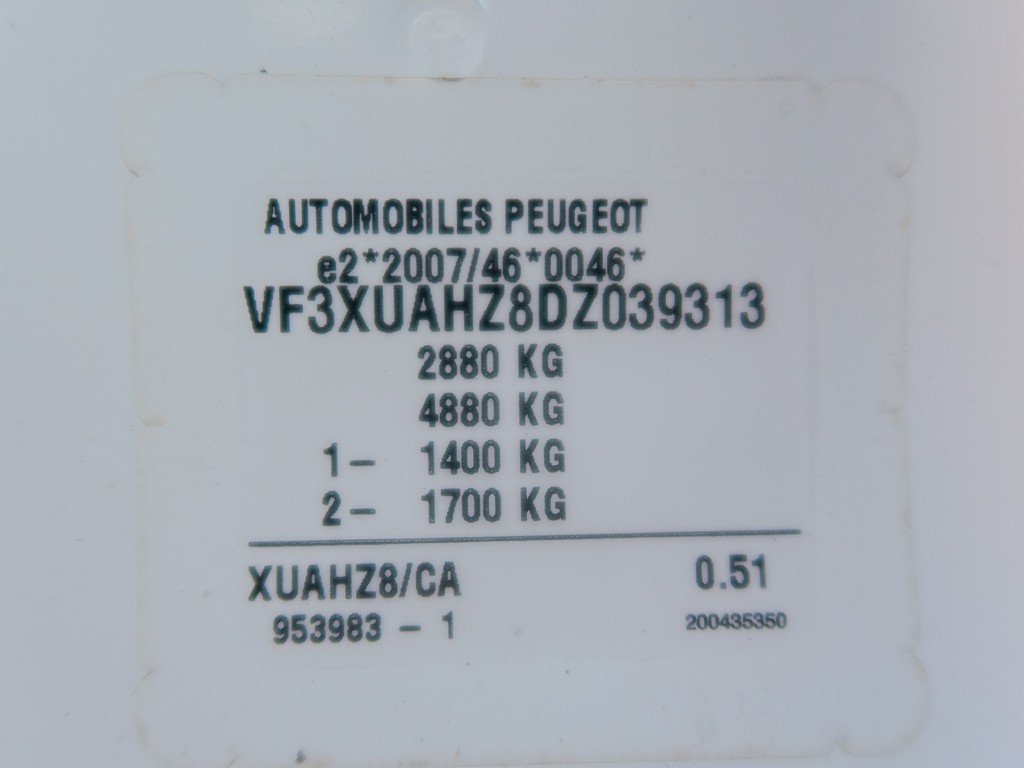 AUTOMOBILES PEUGEOT
e2*2007/46*0046*
VF3XUAHZ8DZ039313
2880 KG
4880 KG
1– 1400 KG
2– 1700 KG
XUAHZ8/CA 0.51
953983 – 1 200435350